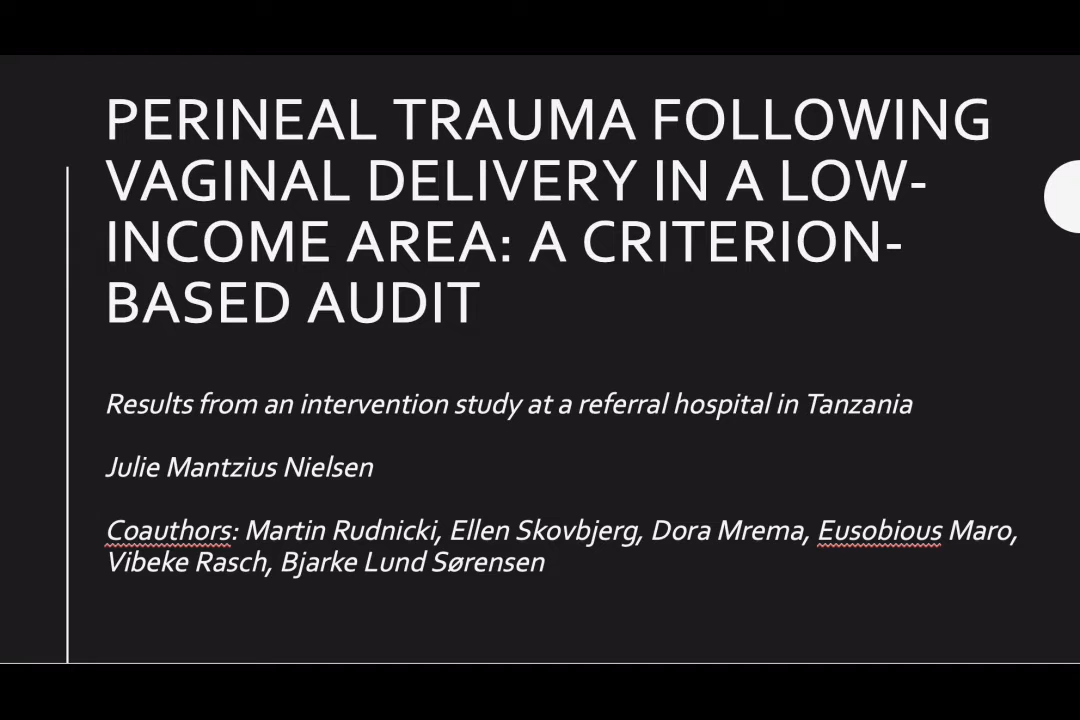 PERINEAL TRAUMA FOLLOWING
VAGINAL DELIVERY IN A LOW-
INCOME AREA: A CRITERION-
BASED AUDIT
Results from an intervention study at a referral hospital in Tanzania
Julie Mantzius Nielsen
Coauthors: Martin Rudnicki, Ellen Skovbjerg, Dora Mrema, Eusobious Maro,
Vibeke Rasch, Bjarke Lund Sørensen